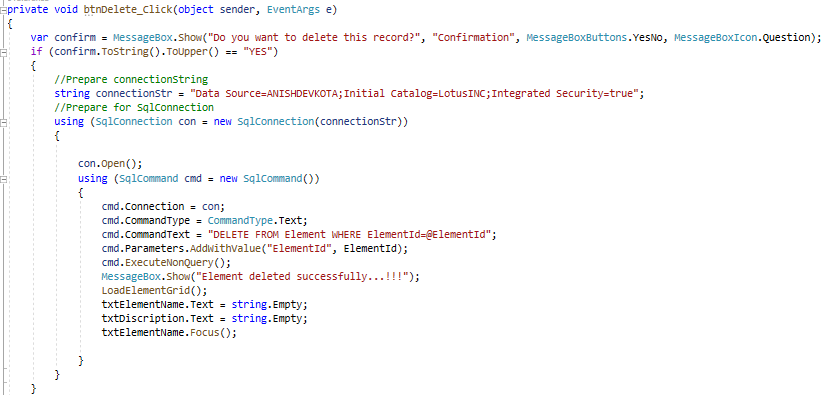 private void btnDelete_Click(object sender, EventArgs e)
{
var confirm = MessageBox.Show("Do you want to delete this record?", "Confirmation", MessageBoxButtons.YesNo, MessageBoxIcon.Question);
if (confirm.ToString().ToUpper() == "YES")
{
//Prepare connectionString
string connectionStr = "Data Source=ANISHDEVKOTA;Initial Catalog=LotusINC;Integrated Security=true";
//Prepare for SqlConnection
using (SqlConnection con = new SqlConnection(connectionStr))
{
con.Open();
using (SqlCommand cmd = new SqlCommand())
{
cmd.Connection = con;
cmd.CommandType = CommandType.Text;
cmd.CommandText = "DELETE FROM Element WHERE ElementId=@ElementId";
cmd.Parameters.AddWithValue("ElementId", ElementId);
cmd.ExecuteNonQuery();
MessageBox.Show("Element deleted successfully...!!!");
LoadElementGrid();
txtElementName.Text = string.Empty;
txtDiscription.Text = string.Empty;
txtElementName.Focus();
}
}
}